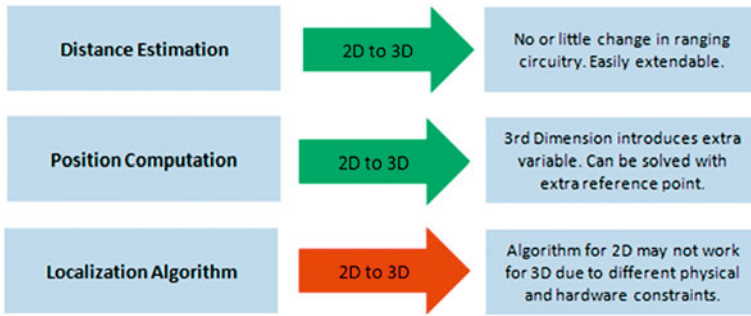 Distance Estimation
2D to 3D
No or little change in ranging
circuitry. Easily extendable.
Position Computation
2D to 3D
3rd Dimension introduces extra
variable. Can be solved with
extra reference point.
Localization Algorithm
2D to 3D
Algorithm for 2D may not work
for 3D due to different physical
and hardware constraints.